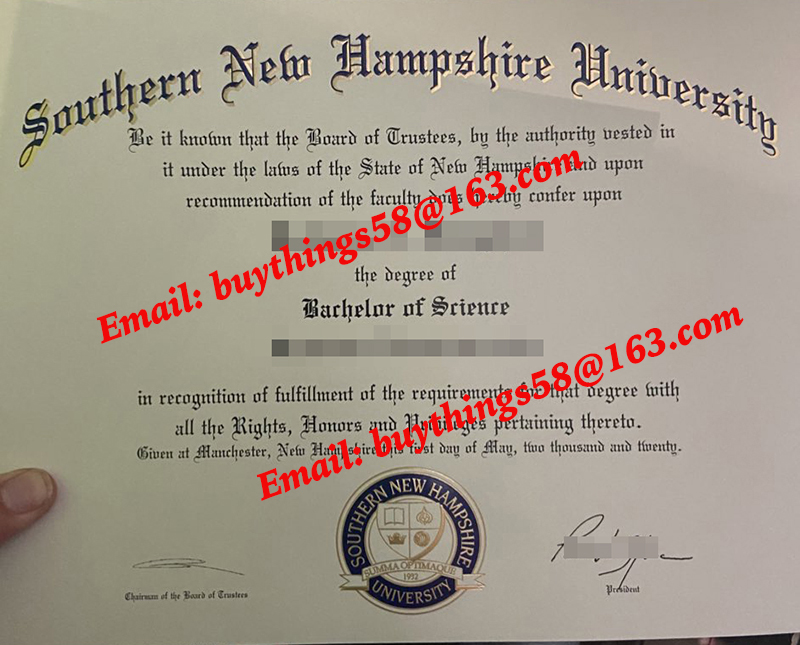 Southern New Hampshire University
Be it known that the Board of Trustees, by the authority vested in
it under the laws of the State of New Hampshire and upon
recommendation of the faculty does hereby confer upon
the degree of
Bachelor of Science
in recognition of fulfillment of the requirements for that degree with
all the Rights, Honors and Privileges pertaining thereto.
Given at Manchester, New Hampshire this first day of May, two thousand and twenty.
Email: buythings58@163.com
Email: buythings58@163.com
SOUTHERN NEW HAMPSHIRE
SUMMA OPTIMAQUE
1932
UNIVERSITY
Chairman of the Board of Trustees
President